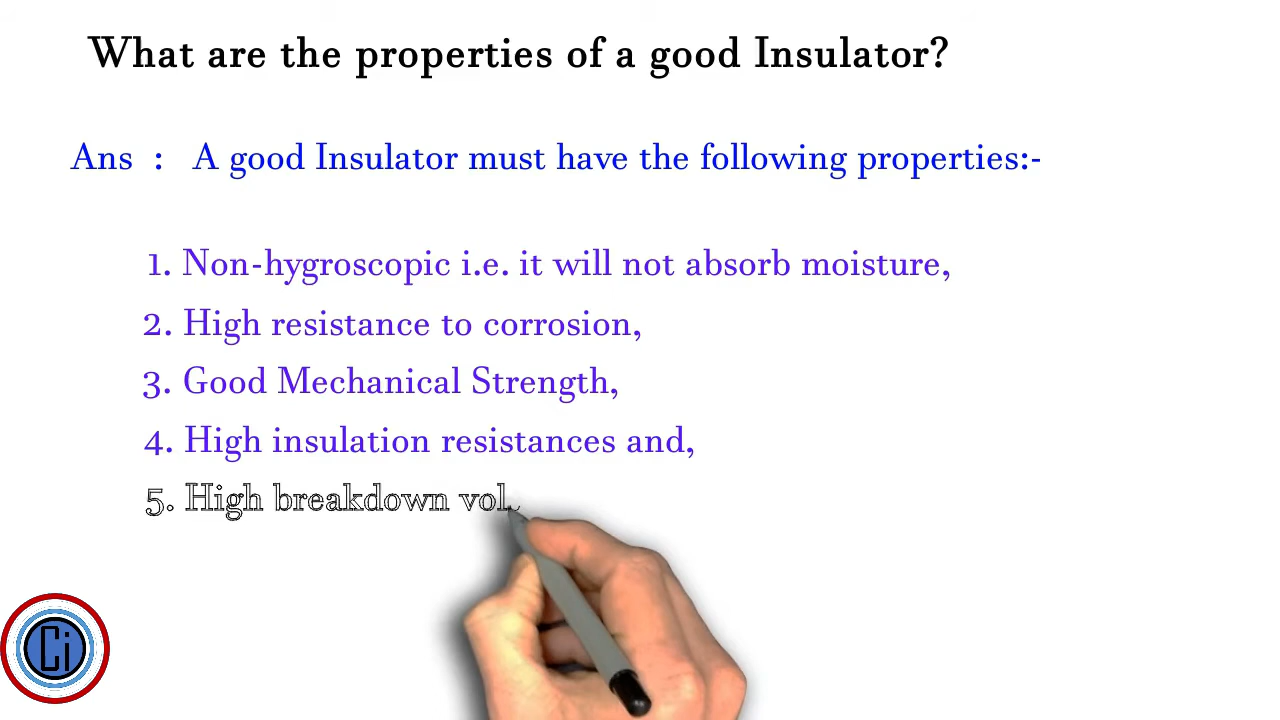 What are the properties of a good Insulator?
Ans : A good Insulator must have the following properties:-
1. Non-hygroscopic i.e. it will not absorb moisture,
2. High resistance to corrosion,
3. Good Mechanical Strength,
4. High insulation resistances and,
5. High breakdown vol
Ci